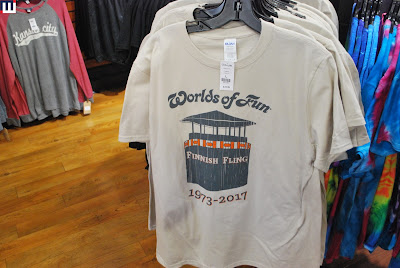 W
Kansas City
Worlds of Fun
FINNISH FLING
1973-2017